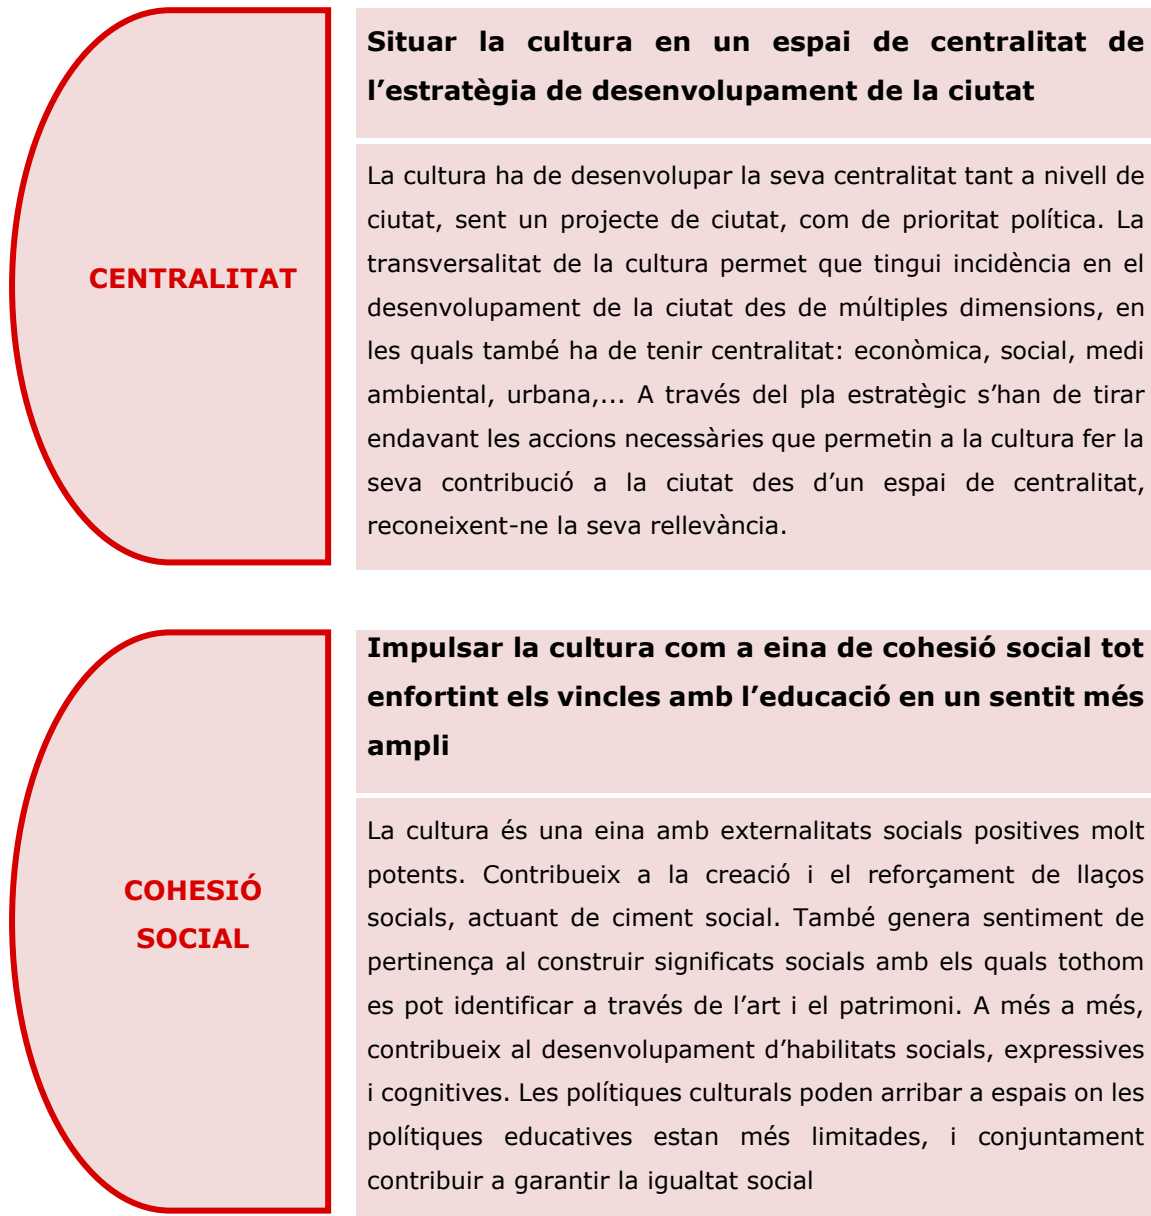 Situar la cultura en un espai de centralitat de
l’estratègia de desenvolupament de la ciutat
CENTRALITAT
La cultura ha de desenvolupar la seva centralitat tant a nivell de
ciutat, sent un projecte de ciutat, com de prioritat política. La
transversalitat de la cultura permet que tingui incidència en el
desenvolupament de la ciutat des de múltiples dimensions, en
les quals també ha de tenir centralitat: econòmica, social, medi
ambiental, urbana,... A través del pla estratègic s’han de tirar
endavant les accions necessàries que permetin a la cultura fer la
seva contribució a la ciutat des d’un espai de centralitat,
reconeixent-ne la seva rellevància.
Impulsar la cultura com a eina de cohesió social tot
enfortint els vincles amb l’educació en un sentit més
ampli
COHESIÓ
SOCIAL
La cultura és una eina amb externalitats socials positives molt
potents. Contribueix a la creació i el reforçament de llaços
socials, actuant de ciment social. També genera sentiment de
pertinença al construir significats socials amb els quals tothom
es pot identificar a través de l’art i el patrimoni. A més a més,
contribueix al desenvolupament d’habilitats socials, expressives
i cognitives. Les polítiques culturals poden arribar a espais on les
polítiques educatives estan més limitades, i conjuntament
contribuir a garantir la igualtat social